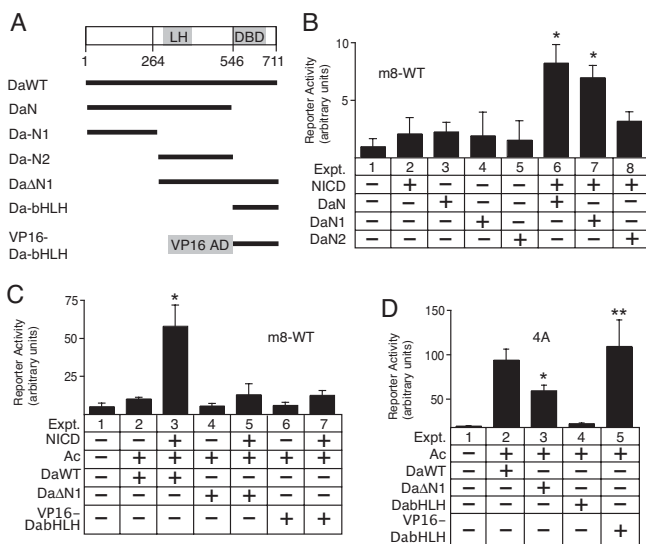 A
LH DBD
1 264 546 711
DaWT
DaN
Da-N1
Da-N2
DaΔN1
Da-bHLH
VP16-
Da-bHLH
VP16 AD
B
m8-WT
Reporter Activity
(arbitrary units)
10
5
* *
Expt. 1 2 3 4 5 6 7 8
NICD − + − − − + + +
DaN − − + − − + − −
DaN1 − − − + − − + −
DaN2 − − − − + − − +
C
m8-WT
Reporter Activity
(arbitrary units)
75
50
25
*
Expt. 1 2 3 4 5 6 7
NICD − − + − + − +
Ac − + + + + + +
DaWT − + + − − − −
DaΔN1 − − − + + − −
VP16−
DabHLH − − − − − + +
D
4A
Reporter Activity
(arbitrary units)
150
100
50
* **
Expt. 1 2 3 4 5
Ac − + + + +
DaWT − + − − −
DaΔN1 − − + − −
DabHLH − − − + −
VP16−
DabHLH − − − − +